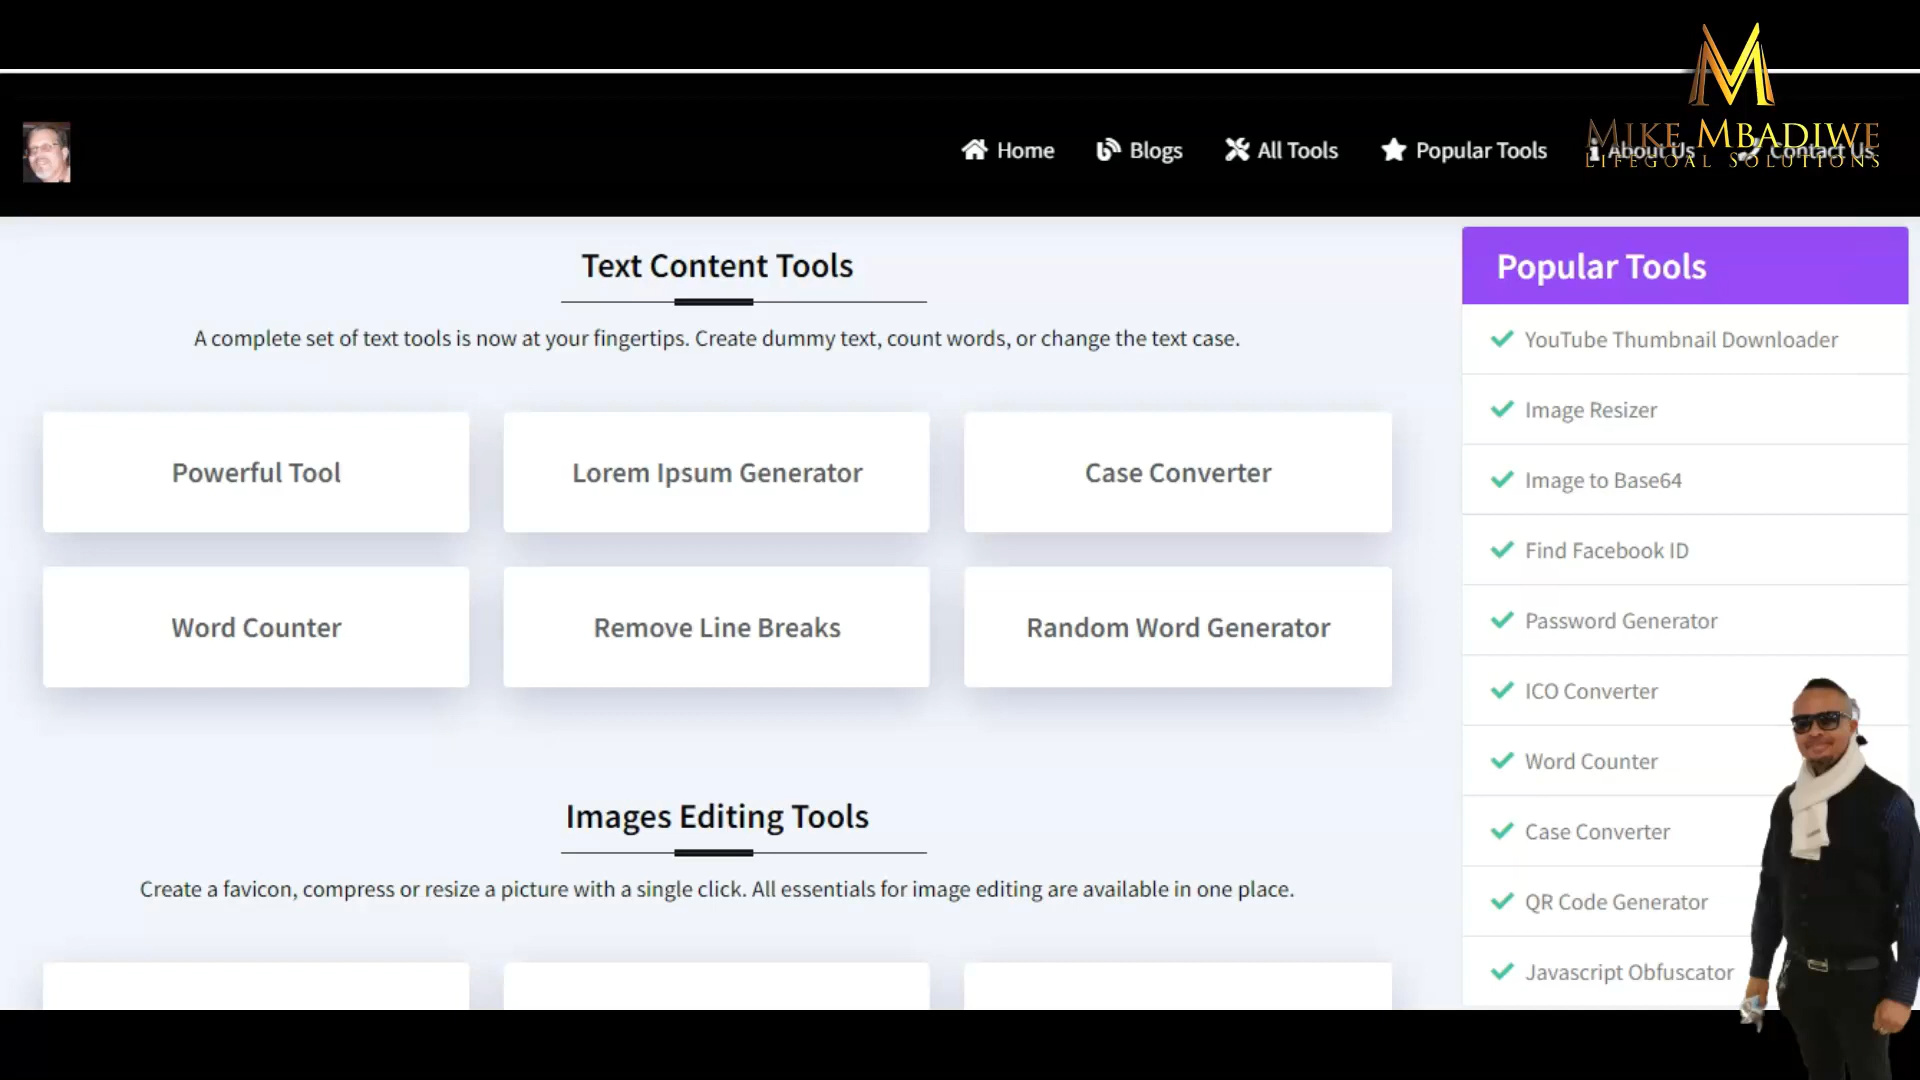 MIKE MBADIWE
LIFEGOAL SOLUTIONS
Home
Blogs
All Tools
Popular Tools
About Us
Contact Us
Text Content Tools
A complete set of text tools is now at your fingertips. Create dummy text, count words, or change the text case.
Powerful Tool
Lorem Ipsum Generator
Case Converter
Word Counter
Remove Line Breaks
Random Word Generator
Images Editing Tools
Create a favicon, compress or resize a picture with a single click. All essentials for image editing are available in one place.
Popular Tools
YouTube Thumbnail Downloader
Image Resizer
Image to Base64
Find Facebook ID
Password Generator
ICO Converter
Word Counter
Case Converter
QR Code Generator
Javascript Obfuscator